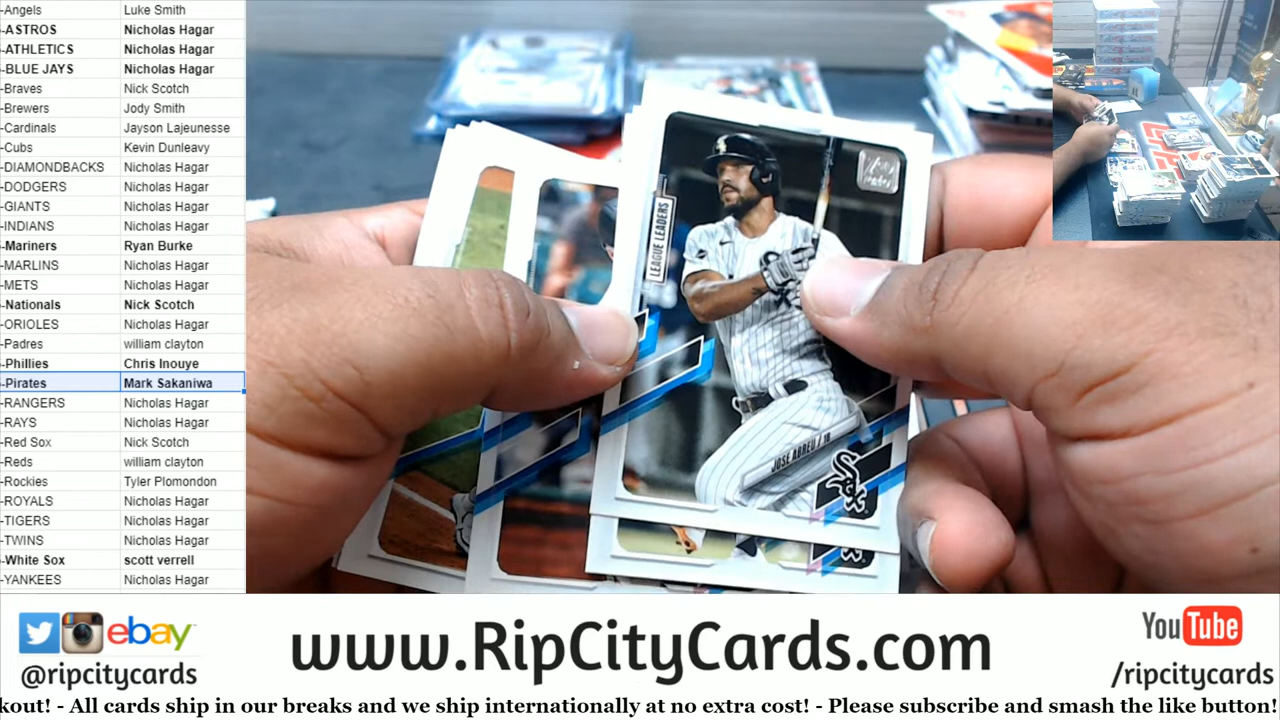 -Angels Luke Smith
-ASTROS Nicholas Hagar
-ATHLETICS Nicholas Hagar
-BLUE JAYS Nicholas Hagar
-Braves Nick Scotch
-Brewers Jody Smith
-Cardinals Jayson Lajeunesse
-Cubs Kevin Dunleavy
-DIAMONDBACKS Nicholas Hagar
-DODGERS Nicholas Hagar
-GIANTS Nicholas Hagar
-INDIANS Nicholas Hagar
-Mariners Ryan Burke
-MARLINS Nicholas Hagar
-METS Nicholas Hagar
-Nationals Nick Scotch
-ORIOLES Nicholas Hagar
-Padres william clayton
-Phillies Chris Inouye
-Pirates Mark Sakaniwa
-RANGERS Nicholas Hagar
-RAYS Nicholas Hagar
-Red Sox Nick Scotch
-Reds william clayton
-Rockies Tyler Plomondon
-ROYALS Nicholas Hagar
-TIGERS Nicholas Hagar
-TWINS Nicholas Hagar
-White Sox scott verrell
-YANKEES Nicholas Hagar
LEAGUE LEADERS
JOSE ABREU / 1B
Sox
ebay
@ripcitycards
www.RipCityCards.com
YouTube
/ripcitycards
kout! - All cards ship in our breaks and we ship internationally at no extra cost! - Please subscribe and smash the like button!